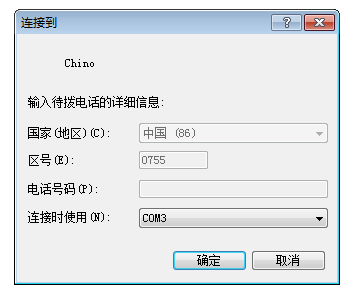 连接到
Chino
输入待拨电话的详细信息:
国家(地区)(C): 中国 (86)
区号(E): 0755
电话号码(P):
连接时使用(N): COM3
确定 取消